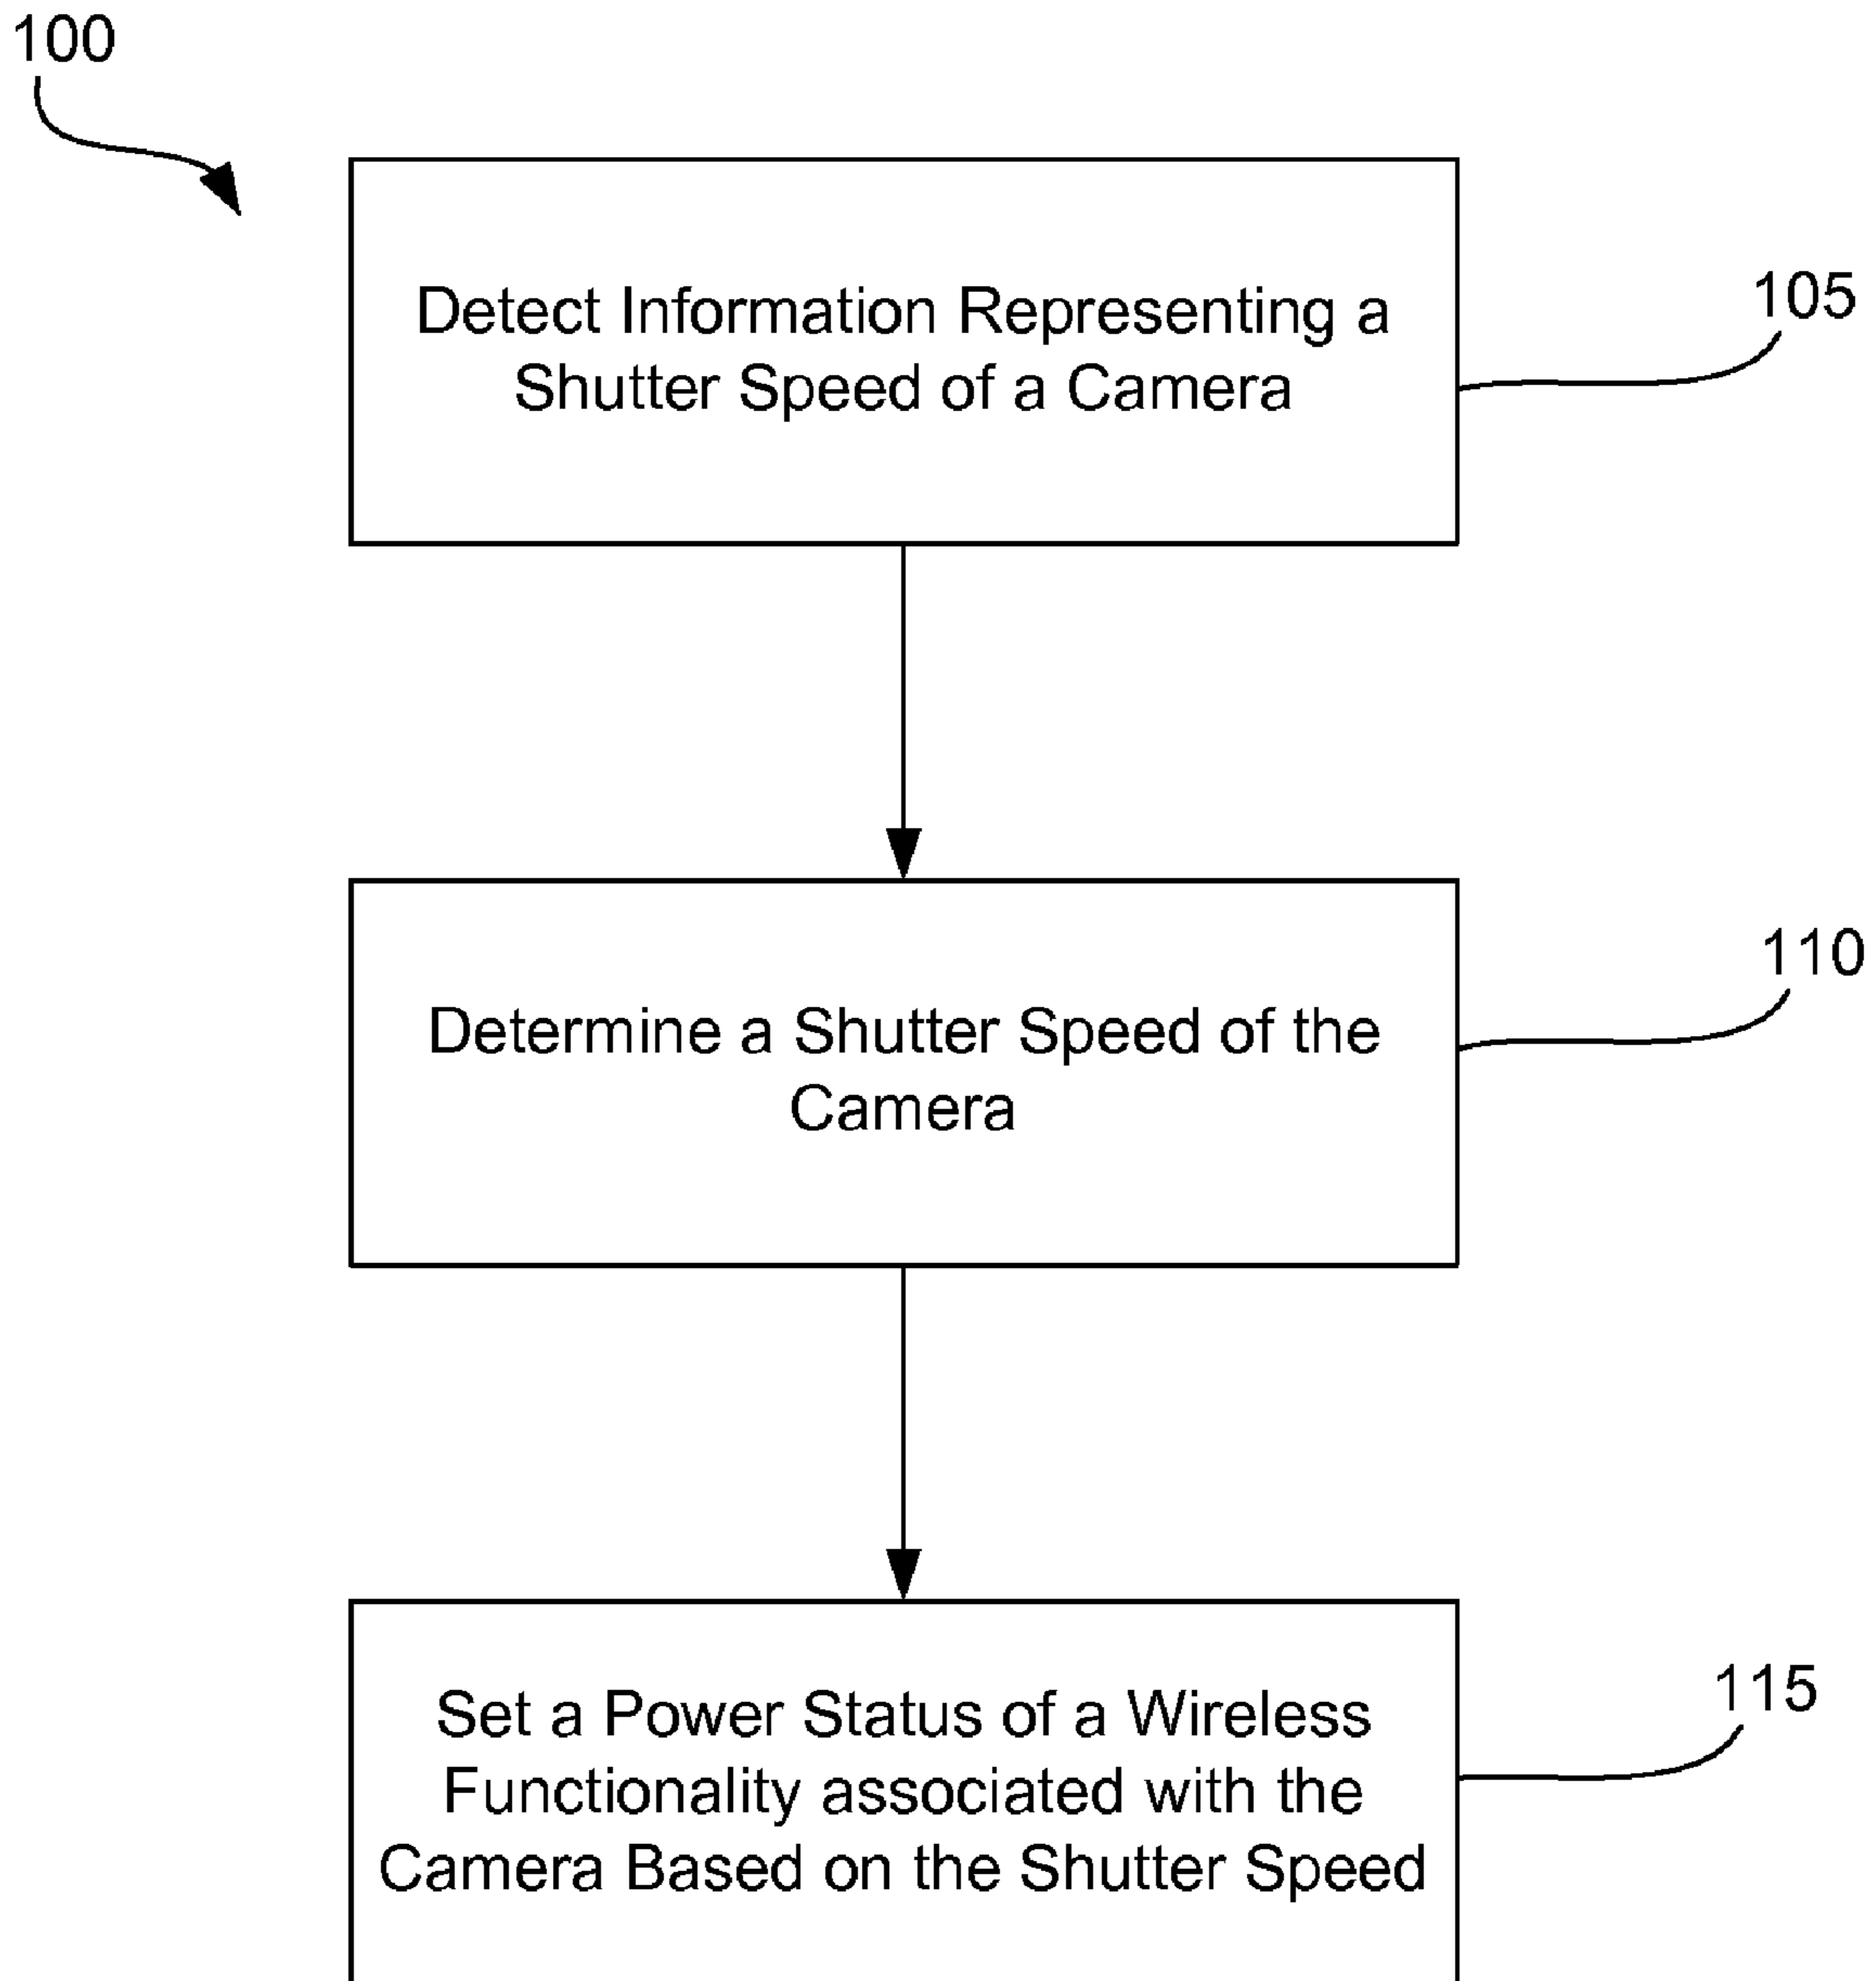 100
Detect Information Representing a
Shutter Speed of a Camera
105
Determine a Shutter Speed of the
Camera
110
Set a Power Status of a Wireless
Functionality associated with the
Camera Based on the Shutter Speed
115